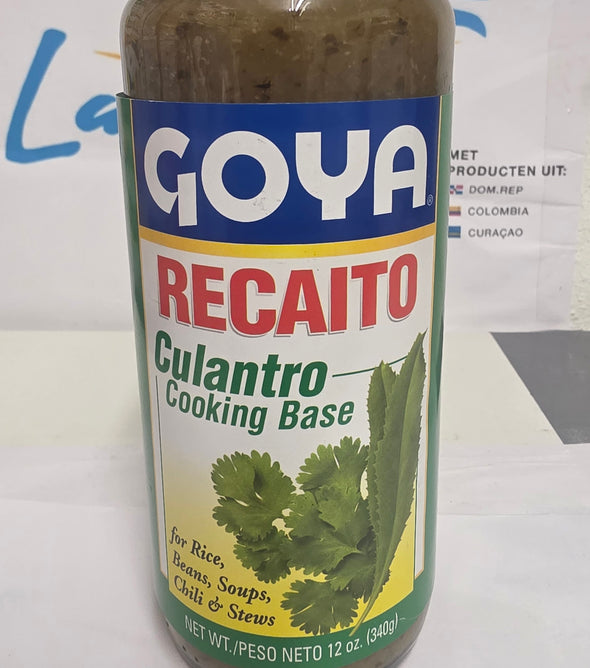 La
GOYA®
RECAITO
Culantro
Cooking Base
for Rice,
Beans, Soups,
Chili & Stews
NET WT./PESO NETO 12 oz. (340g)
MET
PRODUCTEN UIT:
DOM.REP
COLOMBIA
CURAÇAO